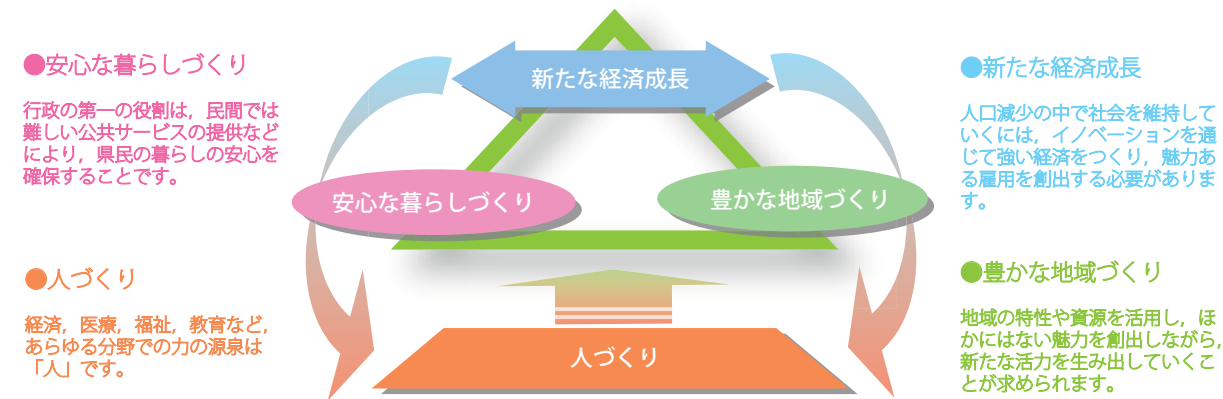 ●安心な暮らしづくり
行政の第一の役割は，民間では
難しい公共サービスの提供など
により，県民の暮らしの安心を
確保することです。
●人づくり
経済，医療，福祉，教育など，
あらゆる分野での力の源泉は
「人」です。
新たな経済成長
安心な暮らしづくり
豊かな地域づくり
人づくり
●新たな経済成長
人口減少の中で社会を維持して
いくには，イノベーションを通
じて強い経済をつくり，魅力あ
る雇用を創出する必要がありま
す。
●豊かな地域づくり
地域の特性や資源を活用し，ほ
かにはない魅力を創出しながら，
新たな活力を生み出していくこ
とが求められます。